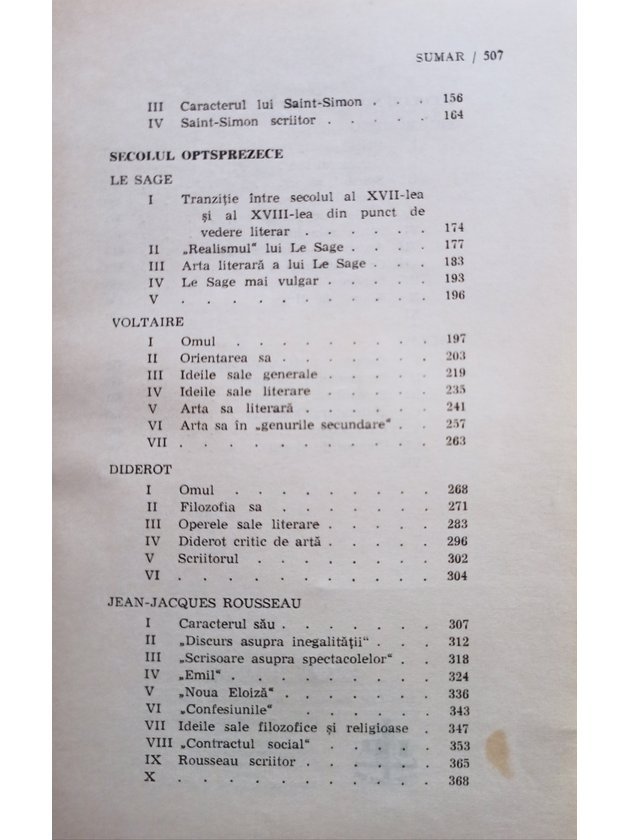 SUMAR / 507
III Caracterul lui Saint-Simon . . . 156
IV Saint-Simon scriitor . . . . . 164
SECOLUL OPTSPREZECE
LE SAGE
I Tranziție între secolul al XVII-lea
și al XVIII-lea din punct de
vedere literar . . . . . . 174
II „Realismul“ lui Le Sage . . . . 177
III Arta literară a lui Le Sage . . . 183
IV Le Sage mai vulgar . . . . . 193
V . . . . . . . . . . . 196
VOLTAIRE
I Omul . . . . . . . . . 197
II Orientarea sa . . . . . . . 203
III Ideile sale generale . . . . . 219
IV Ideile sale literare . . . . . 235
V Arta sa literară . . . . . . 241
VI Arta sa în „genurile secundare“ . . 257
VII . . . . . . . . . . . 263
DIDEROT
I Omul . . . . . . . . . 268
II Filozofia sa . . . . . . . 271
III Operele sale literare . . . . . 283
IV Diderot critic de artă . . . . . 296
V Scriitorul . . . . . . . . 302
VI . . . . . . . . . . . 304
JEAN-JACQUES ROUSSEAU
I Caracterul său . . . . . . . 307
II „Discurs asupra inegalității“ . . . 312
III „Scrisoare asupra spectacolelor“ . . 318
IV „Emil“ . . . . . . . . . 324
V „Noua Eloiză“ . . . . . . . 336
VI „Confesiunile“ . . . . . . . 343
VII Ideile sale filozofice și religioase . 347
VIII „Contractul social“ . . . . . 353
IX Rousseau scriitor . . . . . . 365
X . . . . . . . . . . . 368